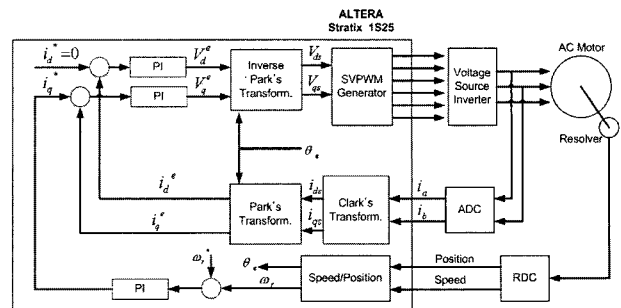 ALTERA
Stratix 1S25
i_d^*=0
i_q^*
PI
V_d^e
PI
V_q^e
Inverse
Park's
Transform.
V_ds
V_qs
SVPWM
Generator
Voltage
Source
Inverter
AC Motor
Resolver
θ_e
i_d^e
i_q^e
Park's
Transform.
i_ds
i_qs
Clark's
Transform.
i_a
i_b
ADC
ω_r^*
PI
θ_e
ω_r
Speed/Position
Position
Speed
RDC